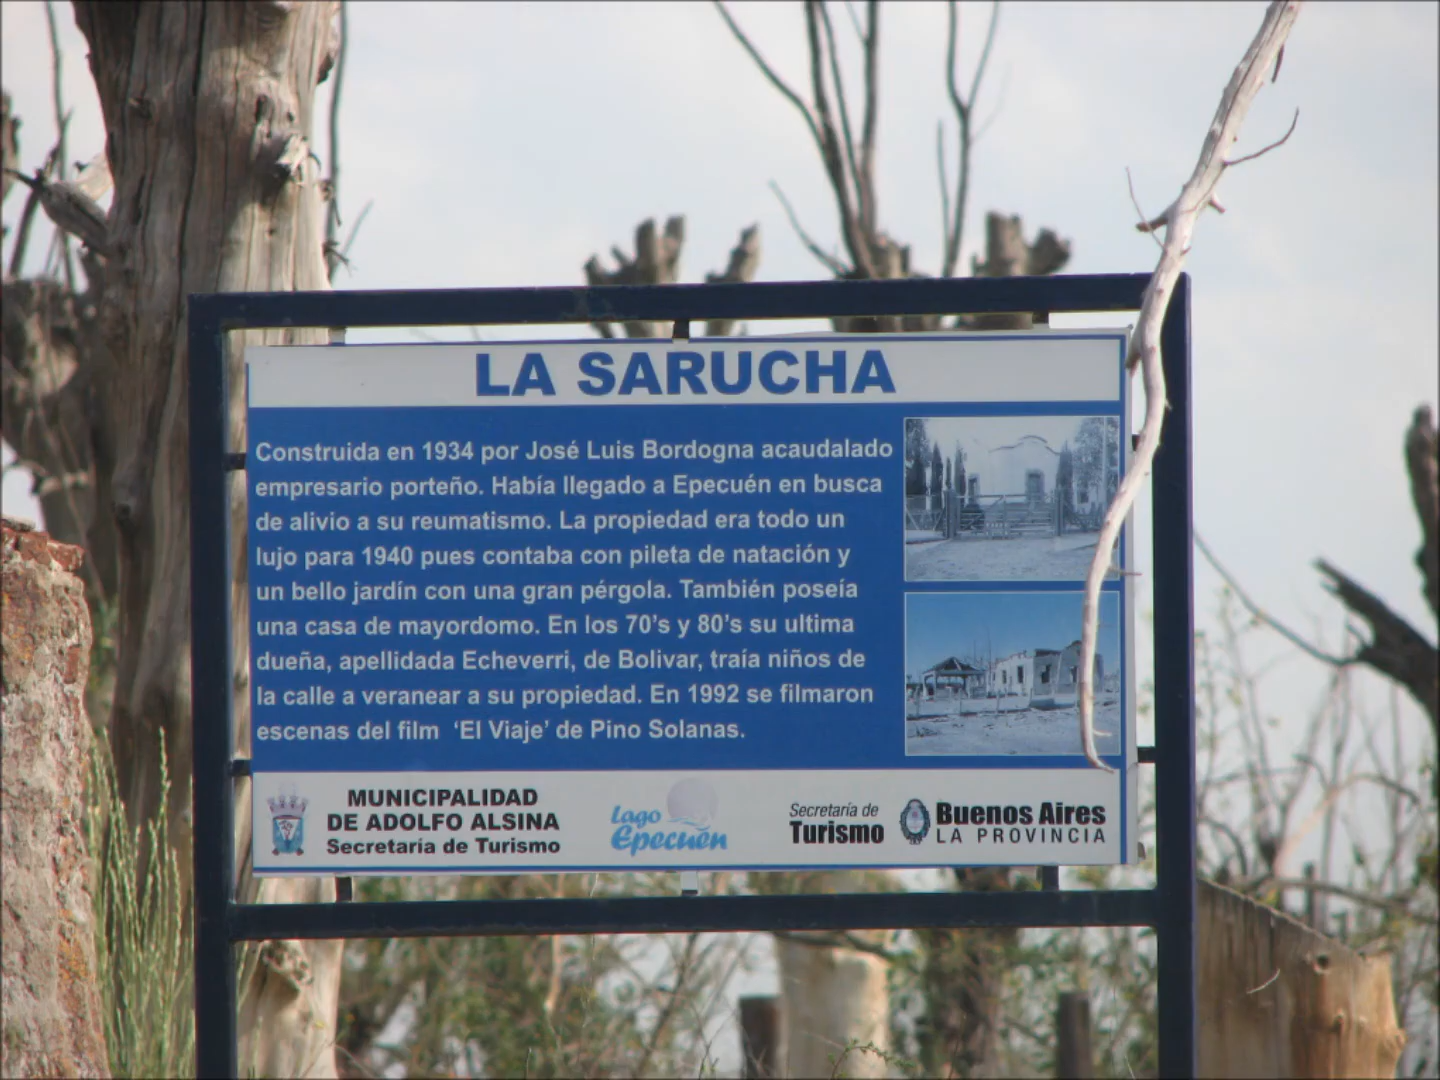 LA SARUCHA
Construida en 1934 por José Luis Bordogna acaudalado
empresario porteño. Había llegado a Epecuén en busca
de alivio a su reumatismo. La propiedad era todo un
lujo para 1940 pues contaba con pileta de natación y
un bello jardín con una gran pérgola. También poseía
una casa de mayordomo. En los 70's y 80's su ultima
dueña, apellidada Echeverri, de Bolivar, traía niños de
la calle a veranear a su propiedad. En 1992 se filmaron
escenas del film 'El Viaje' de Pino Solanas.
MUNICIPALIDAD
DE ADOLFO ALSINA
Secretaría de Turismo
Lago
Epecuén
Secretaría de
Turismo
Buenos Aires
LA PROVINCIA